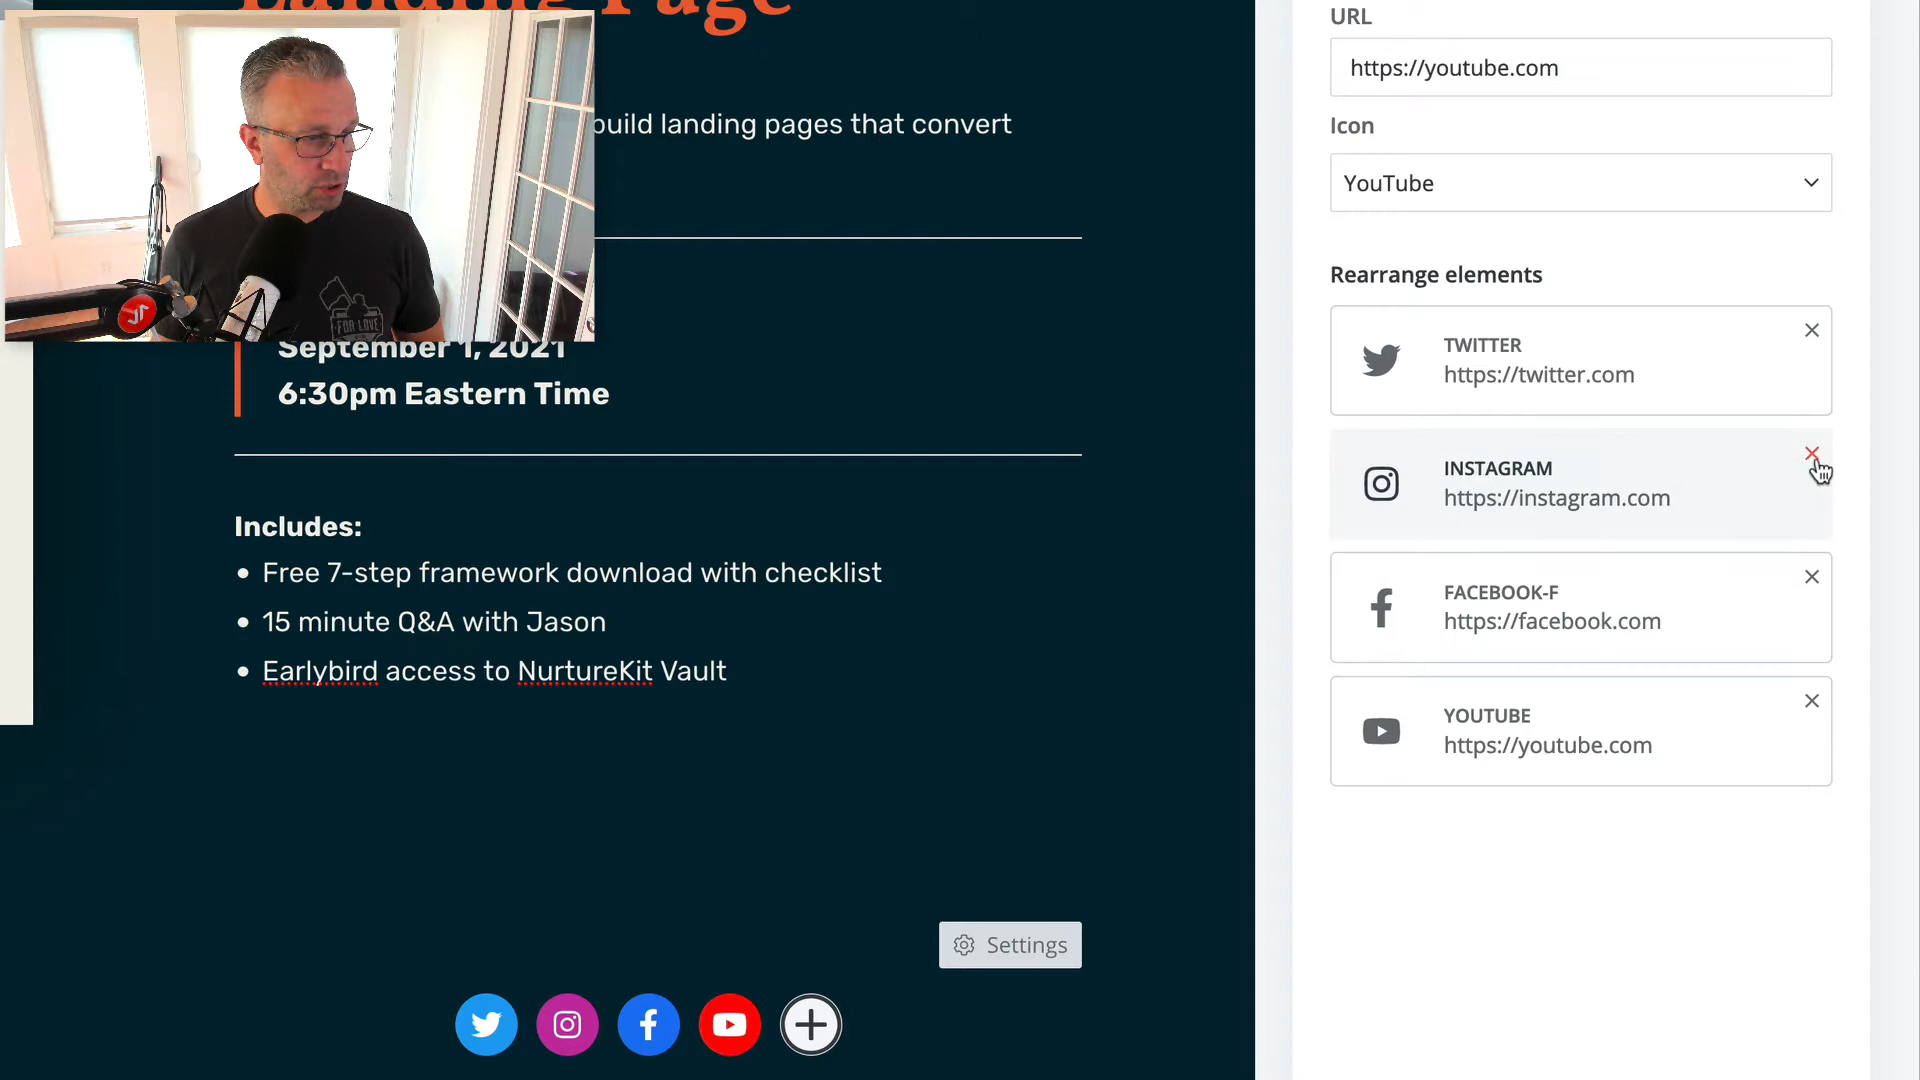 Landing Page
build landing pages that convert
FOR LOVE
September 1, 2021
6:30pm Eastern Time
Includes:
• Free 7-step framework download with checklist
• 15 minute Q&A with Jason
• Earlybird access to NurtureKit Vault
Settings
URL
https://youtube.com
Icon
YouTube
Rearrange elements
TWITTER
https://twitter.com
INSTAGRAM
https://instagram.com
FACEBOOK-F
https://facebook.com
YOUTUBE
https://youtube.com